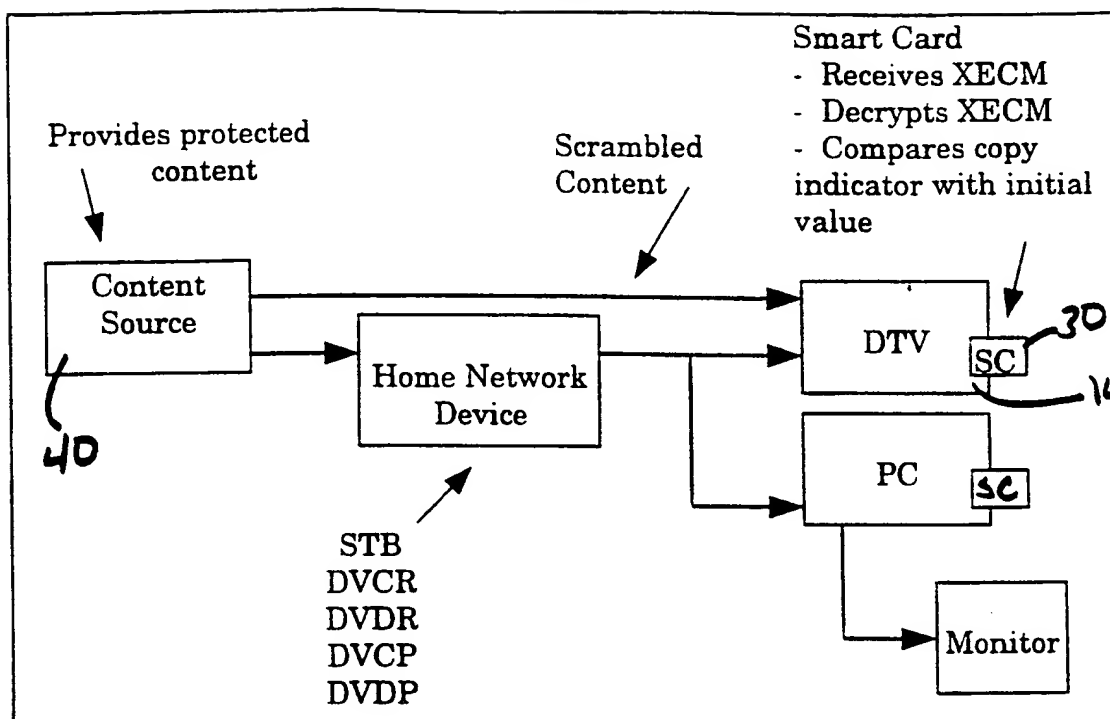 Smart Card
- Receives XECM
- Decrypts XECM
- Compares copy
indicator with initial
value
Provides protected
content
Scrambled
Content
Content
Source
40
Home Network
Device
DTV
SC
30
PC
SC
STB
DVCR
DVDR
DVCP
DVDP
Monitor